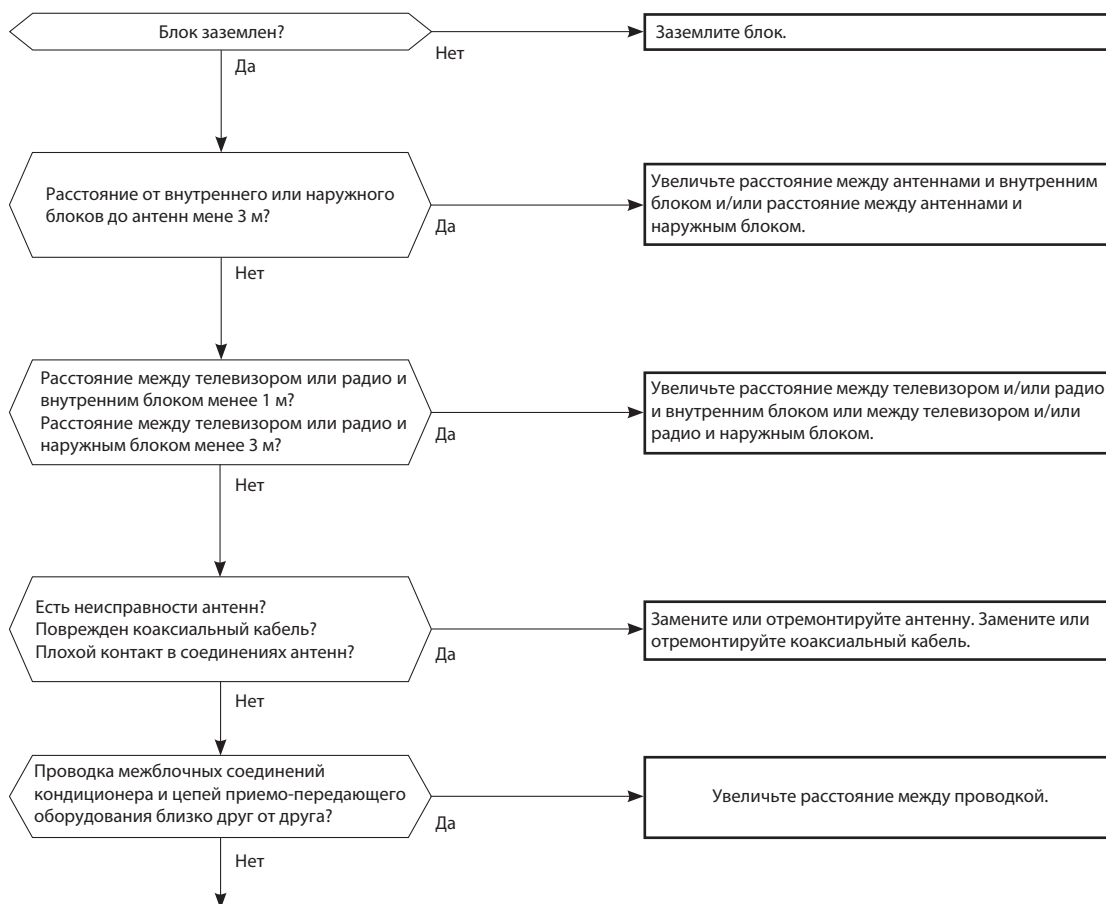 Блок заземлен?
Нет
Заземлите блок.
Да
Расстояние от внутреннего или наружного
блоков до антенн мене 3 м?
Да
Увеличьте расстояние между антеннами и внутренним
блоком и/или расстояние между антеннами и
наружным блоком.
Нет
Расстояние между телевизором или радио и
внутренним блоком менее 1 м?
Расстояние между телевизором или радио и
наружным блоком менее 3 м?
Да
Увеличьте расстояние между телевизором и/или радио
и внутренним блоком или между телевизором и/или
радио и наружным блоком.
Нет
Есть неисправности антенн?
Поврежден коаксиальный кабель?
Плохой контакт в соединениях антенн?
Да
Замените или отремонтируйте антенну. Замените или
отремонтируйте коаксиальный кабель.
Нет
Проводка межблочных соединений
кондиционера и цепей приемо-передающего
оборудования близко друг от друга?
Да
Увеличьте расстояние между проводкой.
Нет